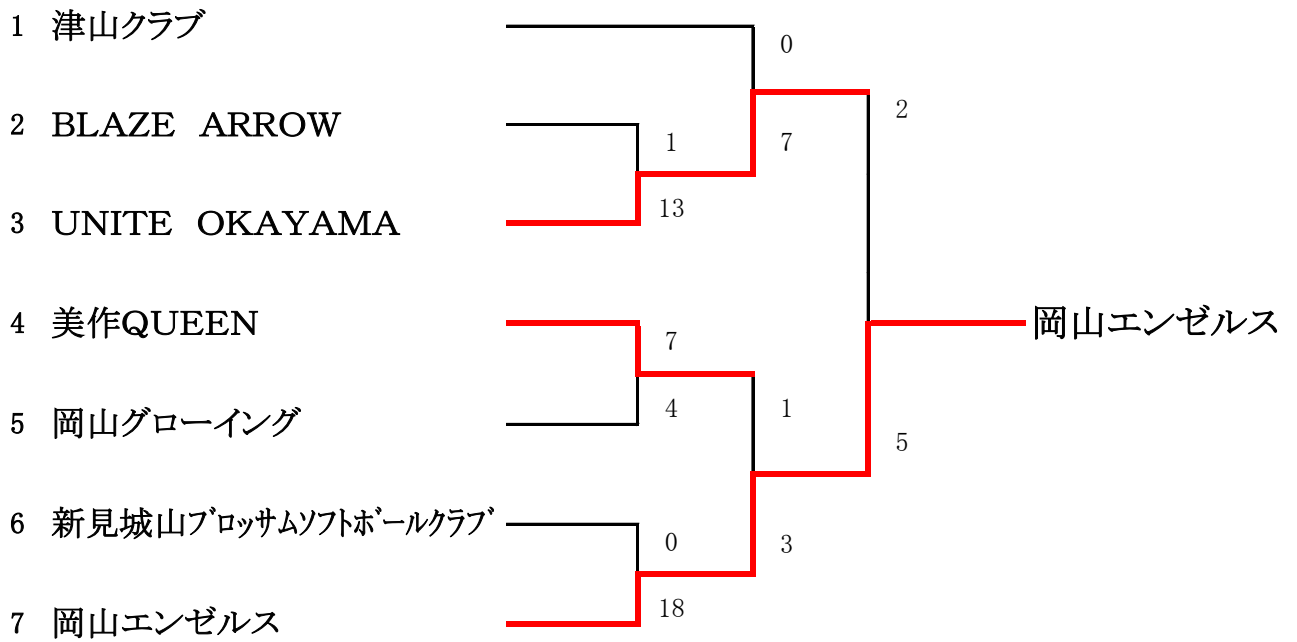 1 津山クラブ
0
2
2 BLAZE ARROW
1
7
13
3 UNITE OKAYAMA
4 美作QUEEN
岡山エンゼルス
7
4
1
5 岡山グローイング
5
6 新見城山ﾌﾞﾛｯｻﾑｿﾌﾄﾎﾞｰﾙｸﾗﾌﾞ
0
3
18
7 岡山エンゼルス